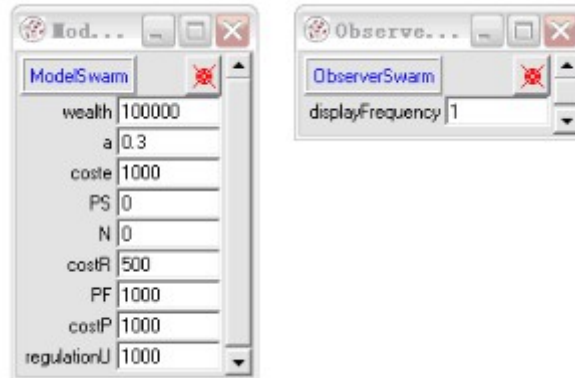 Mod...
ModelSwarm
wealth 100000
a 0.3
coste 1000
PS 0
N 0
costR 500
PF 1000
costP 1000
regulationU 1000
Observe...
ObserverSwarm
displayFrequency 1